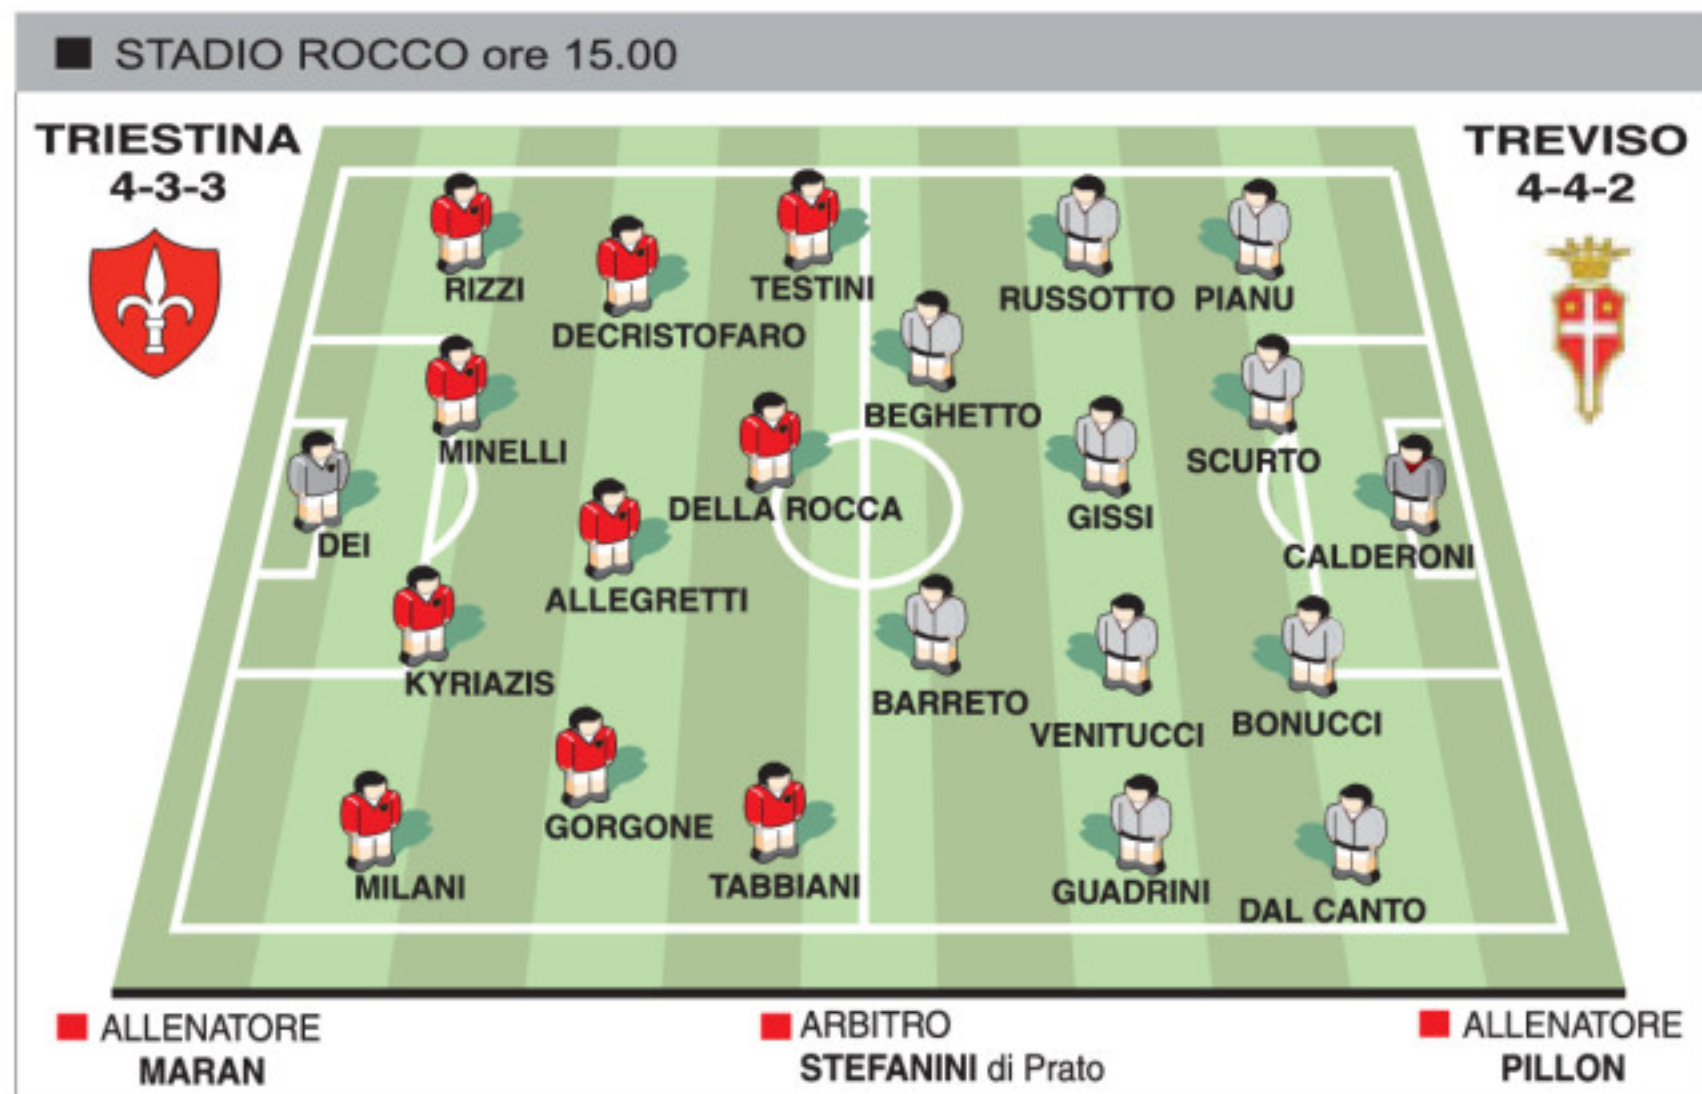 STADIO ROCCO ore 15.00
TRIESTINA
4-3-3
TREVISO
4-4-2
RIZZI
DECRISTOFARO
TESTINI
MINELLI
DELLA ROCCA
DEI
ALLEGRETTI
KYRIAZIS
GORGONE
MILANI
TABBIANI
RUSSOTTO
PIANU
BEGHETTO
SCURTO
GISSI
CALDERONI
BARRETO
VENITUCCI
BONUCCI
GUADRINI
DAL CANTO
ALLENATORE
MARAN
ARBITRO
STEFANINI di Prato
ALLENATORE
PILLON